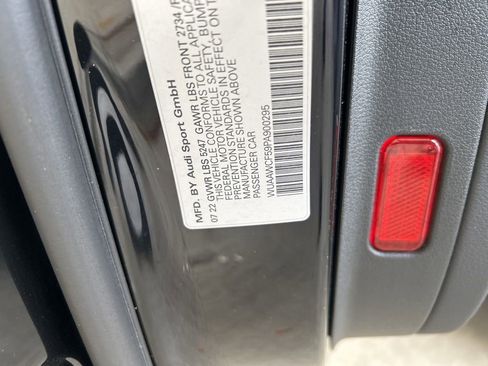 MFD. BY Audi Sport GmbH
07 22 GVWR LBS 5247 GAWR LBS FRONT 2734 /
THIS VEHICLE CONFORMS TO ALL APPLICA
FEDERAL MOTOR VEHICLE SAFETY, BUMP
PREVENTION STANDARDS IN EFFECT ON T
MANUFACTURE SHOWN ABOVE
PASSENGER CAR
WUAAWCF59PA900295